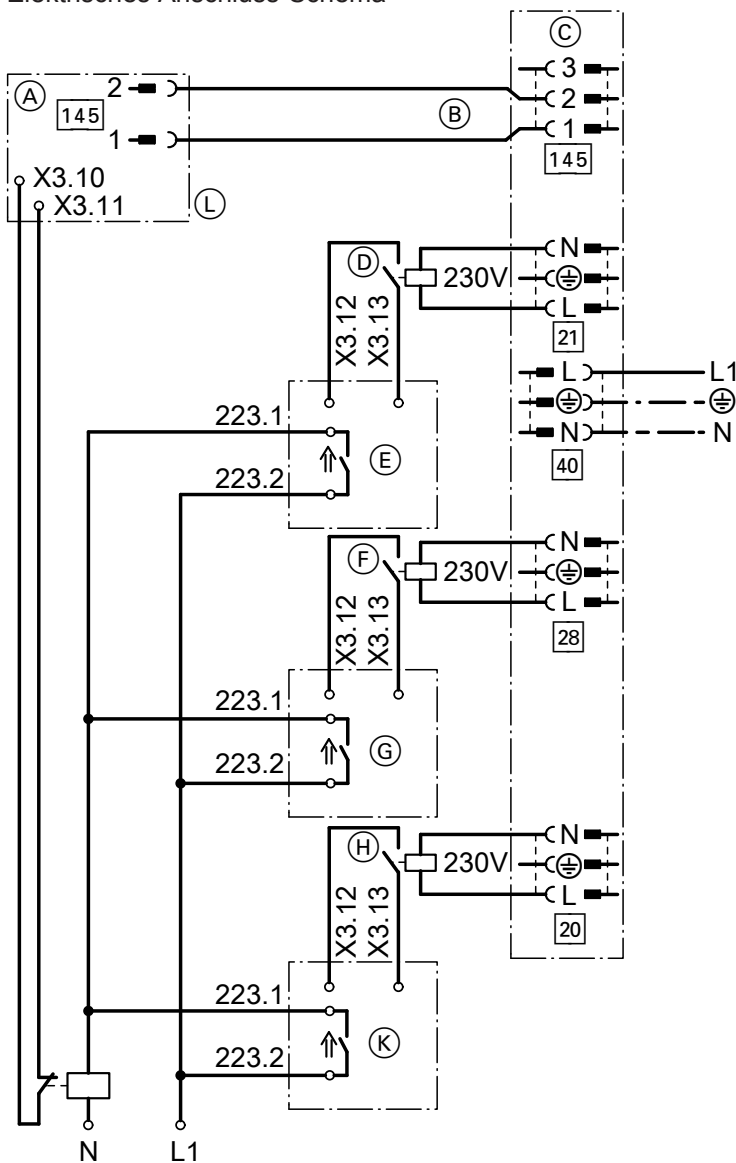 Elektrisches Anschluss-Schema
C
3
A
2
2
145
B
1
1
145
X3.10
X3.11
L
D
N
230V
L
X3.12
X3.13
21
L
L1
223.1
N
N
E
223.2
40
F
N
230V
L
X3.12
X3.13
28
223.1
G
223.2
H
N
230V
L
X3.12
X3.13
20
223.1
K
223.2
N
L1